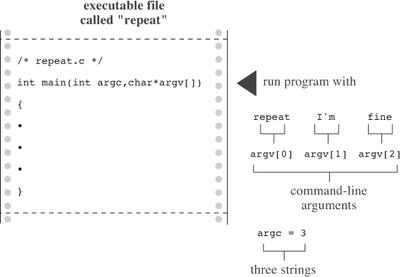 executable file
called "repeat"
/* repeat.c */
int main(int argc,char*argv[])
{
•
•
•
}
run program with
repeat I'm fine
argv[0] argv[1] argv[2]
command-line
arguments
argc = 3
three strings